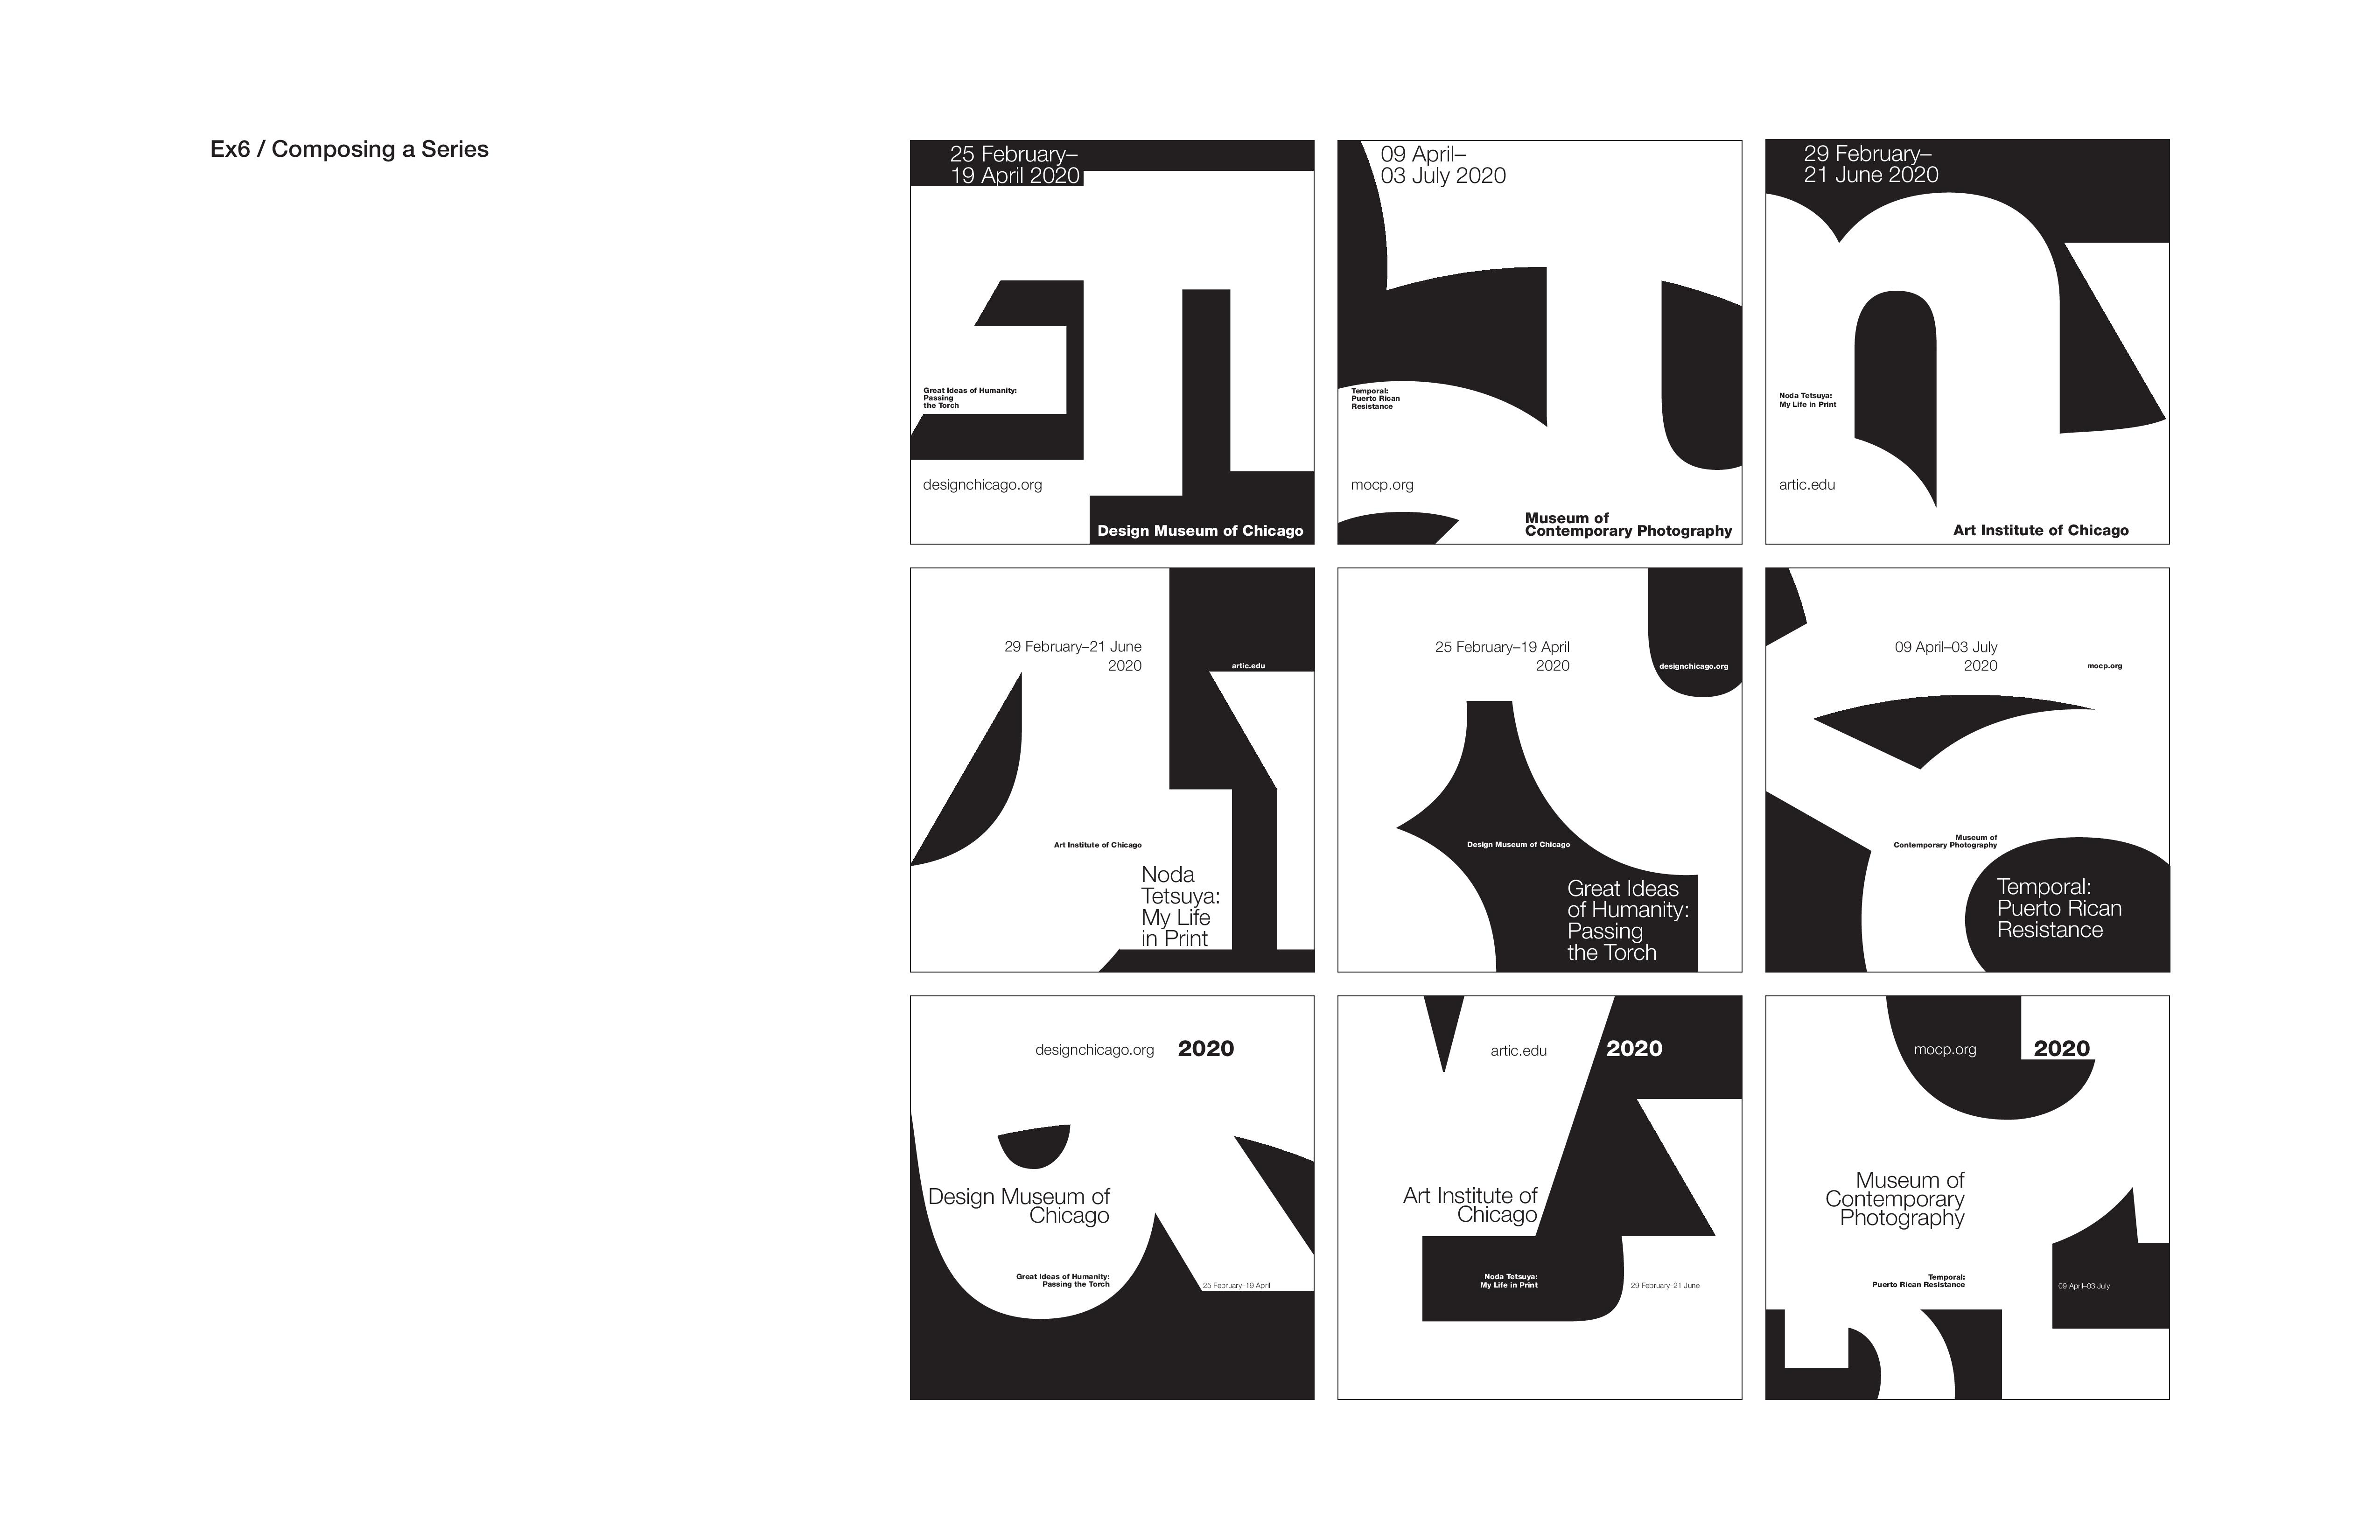 Ex6 / Composing a Series
25 February–
19 April 2020
Great Ideas of Humanity:
Passing
the Torch
designchicago.org
Design Museum of Chicago
09 April–
03 July 2020
Temporal:
Puerto Rican
Resistance
mocp.org
Museum of
Contemporary Photography
29 February–
21 June 2020
Noda Tetsuya:
My Life in Print
artic.edu
Art Institute of Chicago
29 February–21 June
2020
artic.edu
Art Institute of Chicago
Noda
Tetsuya:
My Life
in Print
25 February–19 April
2020
designchicago.org
Design Museum of Chicago
Great Ideas
of Humanity:
Passing
the Torch
09 April–03 July
2020
mocp.org
Museum of
Contemporary Photography
Temporal:
Puerto Rican
Resistance
designchicago.org 2020
Design Museum of
Chicago
Great Ideas of Humanity:
Passing the Torch
25 February–19 April
artic.edu 2020
Art Institute of
Chicago
Noda Tetsuya:
My Life in Print
29 February–21 June
mocp.org 2020
Museum of
Contemporary
Photography
Temporal:
Puerto Rican Resistance
09 April–03 July